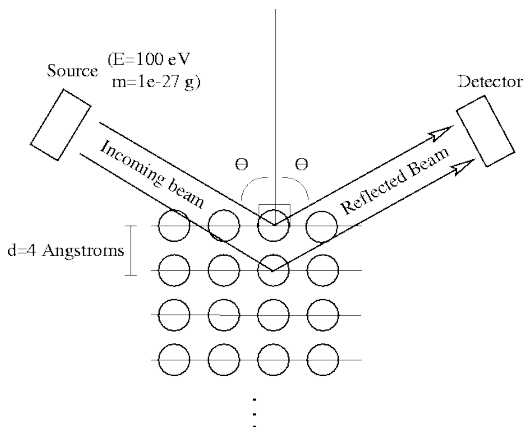 Source (E=100 eV
m=1e-27 g)
Detector
Incoming beam
Θ Θ
Reflected Beam
d=4 Angstroms